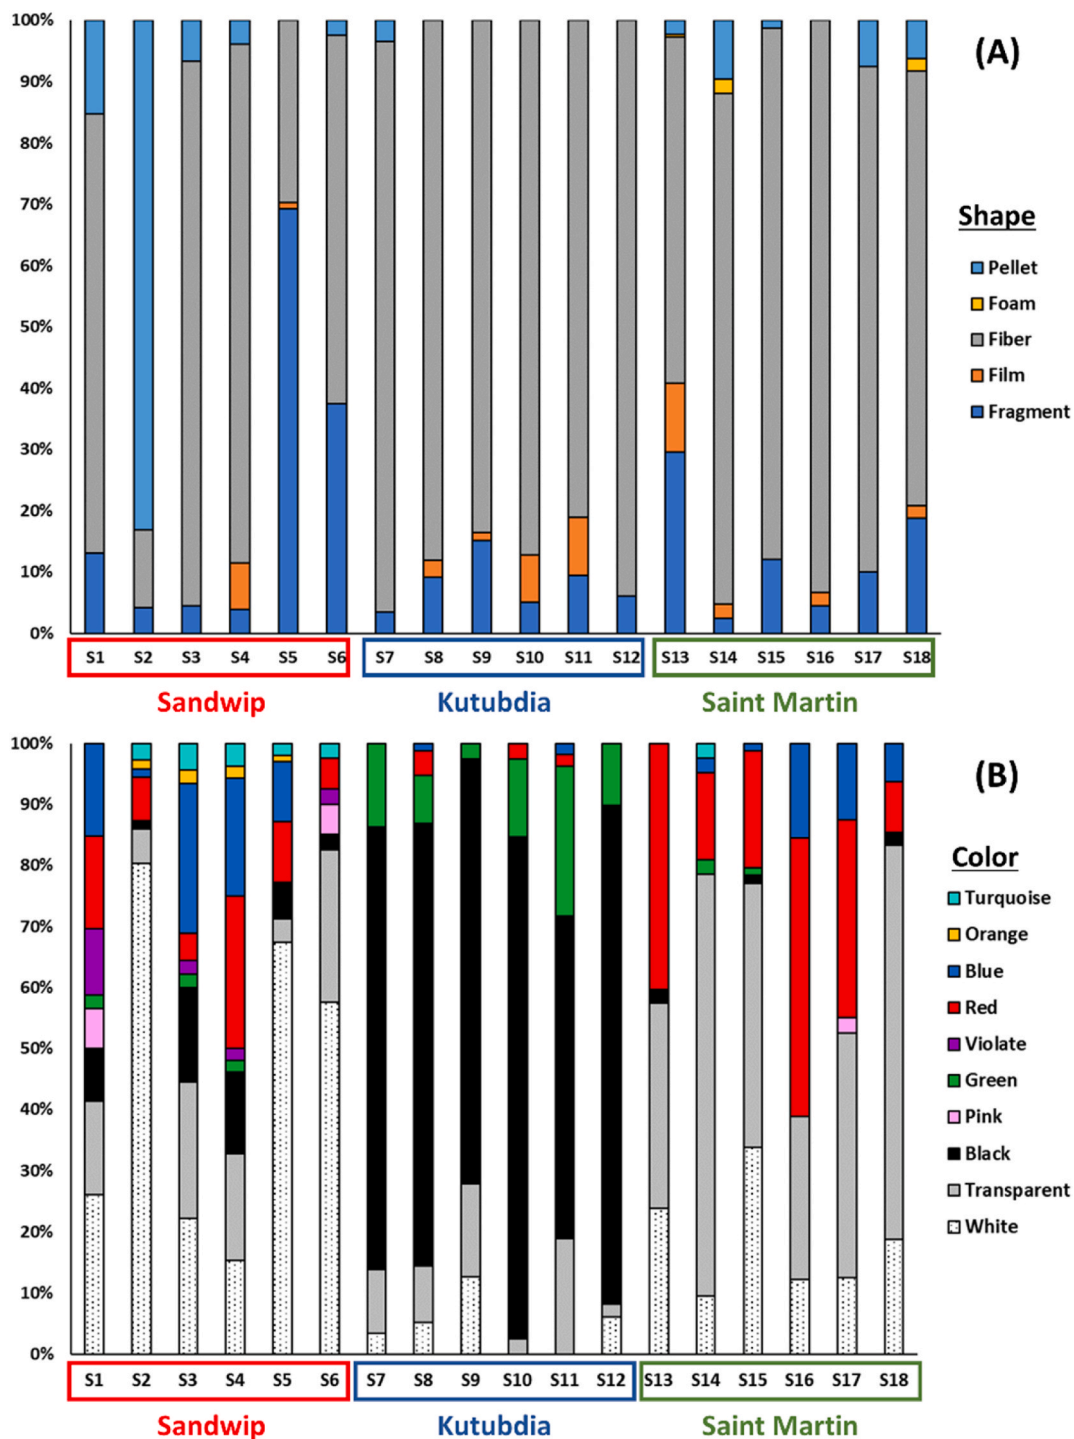 100%
90%
80%
70%
60%
50%
40%
30%
20%
10%
0%
(A)
Shape
Pellet
Foam
Fiber
Film
Fragment
S1 S2 S3 S4 S5 S6 S7 S8 S9 S10 S11 S12 S13 S14 S15 S16 S17 S18
Sandwip Kutubdia Saint Martin
100%
90%
80%
70%
60%
50%
40%
30%
20%
10%
0%
(B)
Color
Turquoise
Orange
Blue
Red
Violate
Green
Pink
Black
Transparent
White
S1 S2 S3 S4 S5 S6 S7 S8 S9 S10 S11 S12 S13 S14 S15 S16 S17 S18
Sandwip Kutubdia Saint Martin